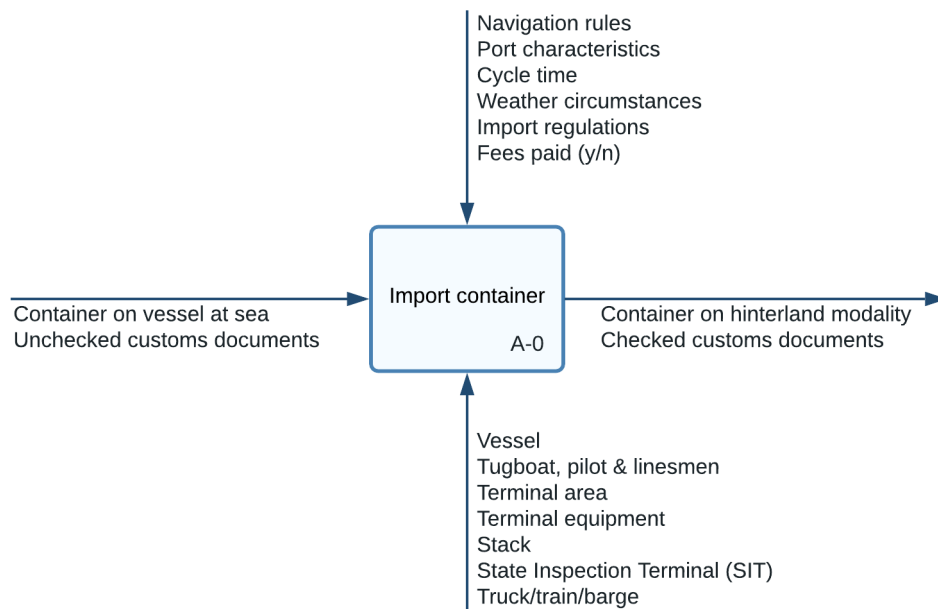 Navigation rules
Port characteristics
Cycle time
Weather circumstances
Import regulations
Fees paid (y/n)
Import container
A-0
Container on vessel at sea
Unchecked customs documents
Container on hinterland modality
Checked customs documents
Vessel
Tugboat, pilot & linesmen
Terminal area
Terminal equipment
Stack
State Inspection Terminal (SIT)
Truck/train/barge